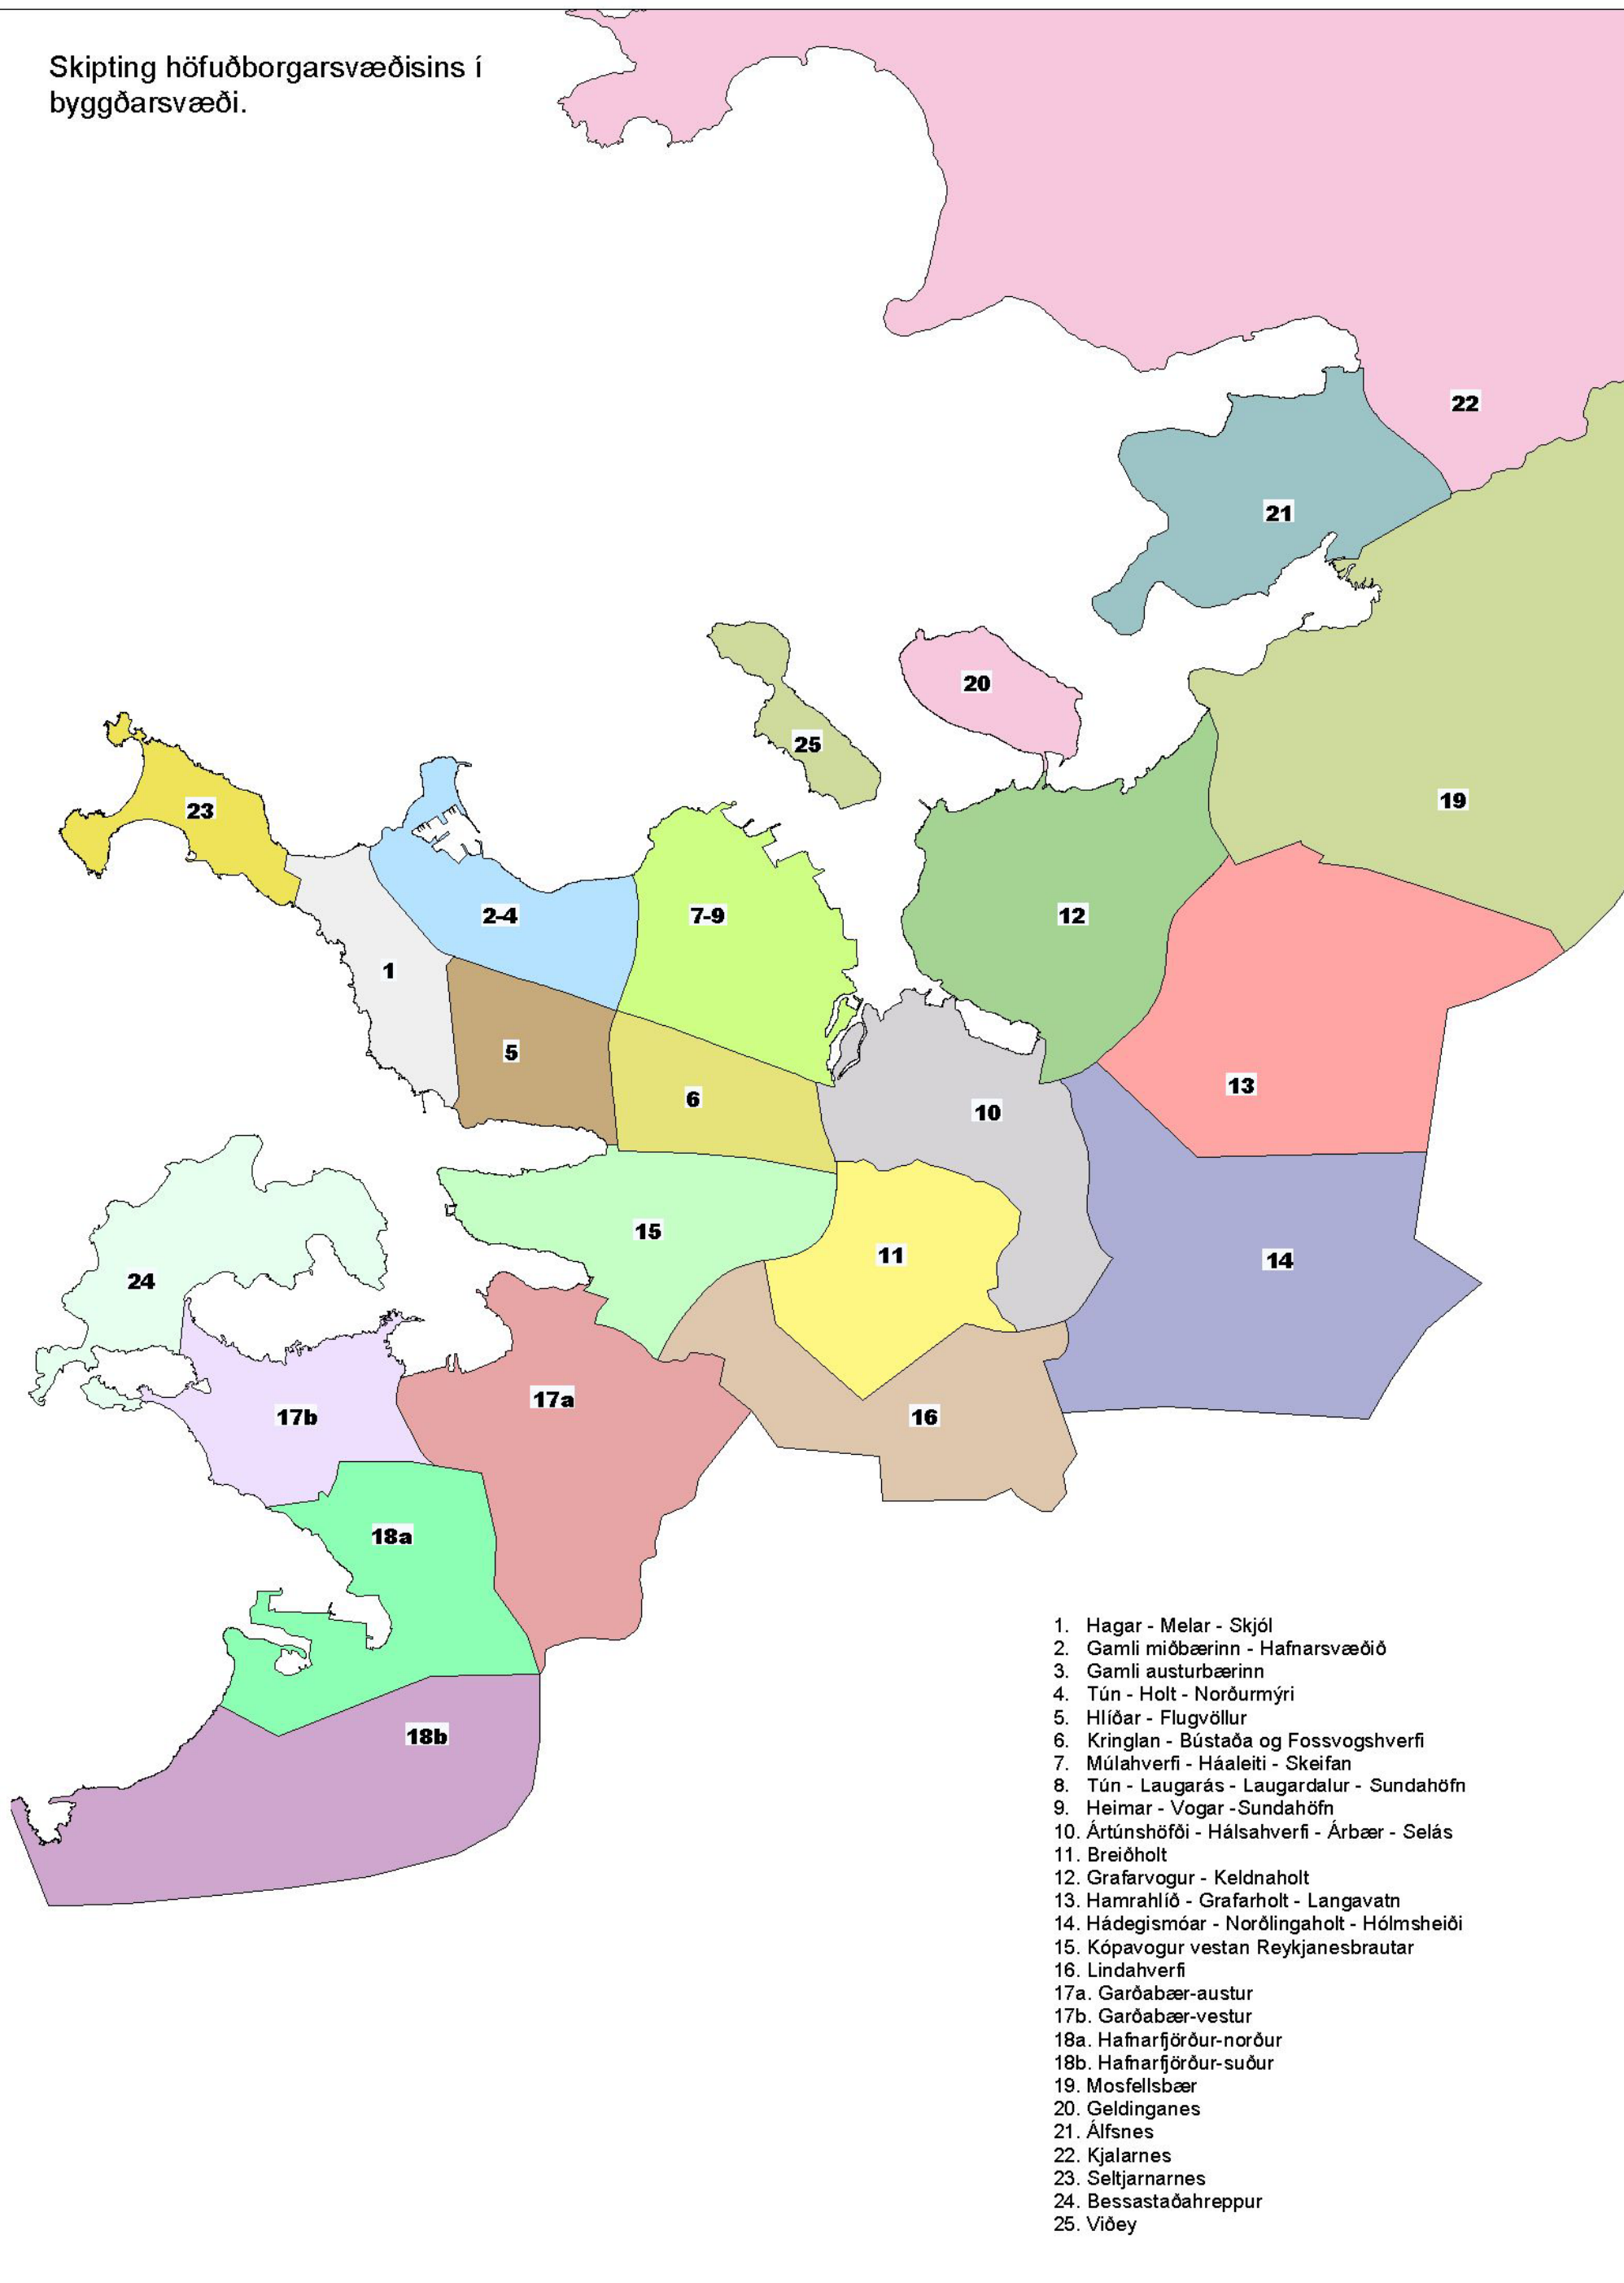 Skipting höfuðborgarsvæðisins í
byggðarsvæði.
22
21
20
25
19
23
2-4
7-9
12
1
5
6
10
13
15
11
14
24
17a
17b
16
18a
18b
1. Hagar - Melar - Skjól
2. Gamli miðbærinn - Hafnarsvæðið
3. Gamli austurbærinn
4. Tún - Holt - Norðurmýri
5. Hlíðar - Flugvöllur
6. Kringlan - Bústaða og Fossvogshverfi
7. Múlahverfi - Háaleiti - Skeifan
8. Tún - Laugarás - Laugardalur - Sundahöfn
9. Heimar - Vogar -Sundahöfn
10. Ártúnshöfði - Hálsahverfi - Árbær - Selás
11. Breiðholt
12. Grafarvogur - Keldnaholt
13. Hamrahlíð - Grafarholt - Langavatn
14. Hádegismóar - Norðlingaholt - Hólmsheiði
15. Kópavogur vestan Reykjanesbrautar
16. Lindahverfi
17a. Garðabær-austur
17b. Garðabær-vestur
18a. Hafnarfjörður-norður
18b. Hafnarfjörður-suður
19. Mosfellsbær
20. Geldinganes
21. Álfsnes
22. Kjalarnes
23. Seltjarnarnes
24. Bessastaðahreppur
25. Viðey